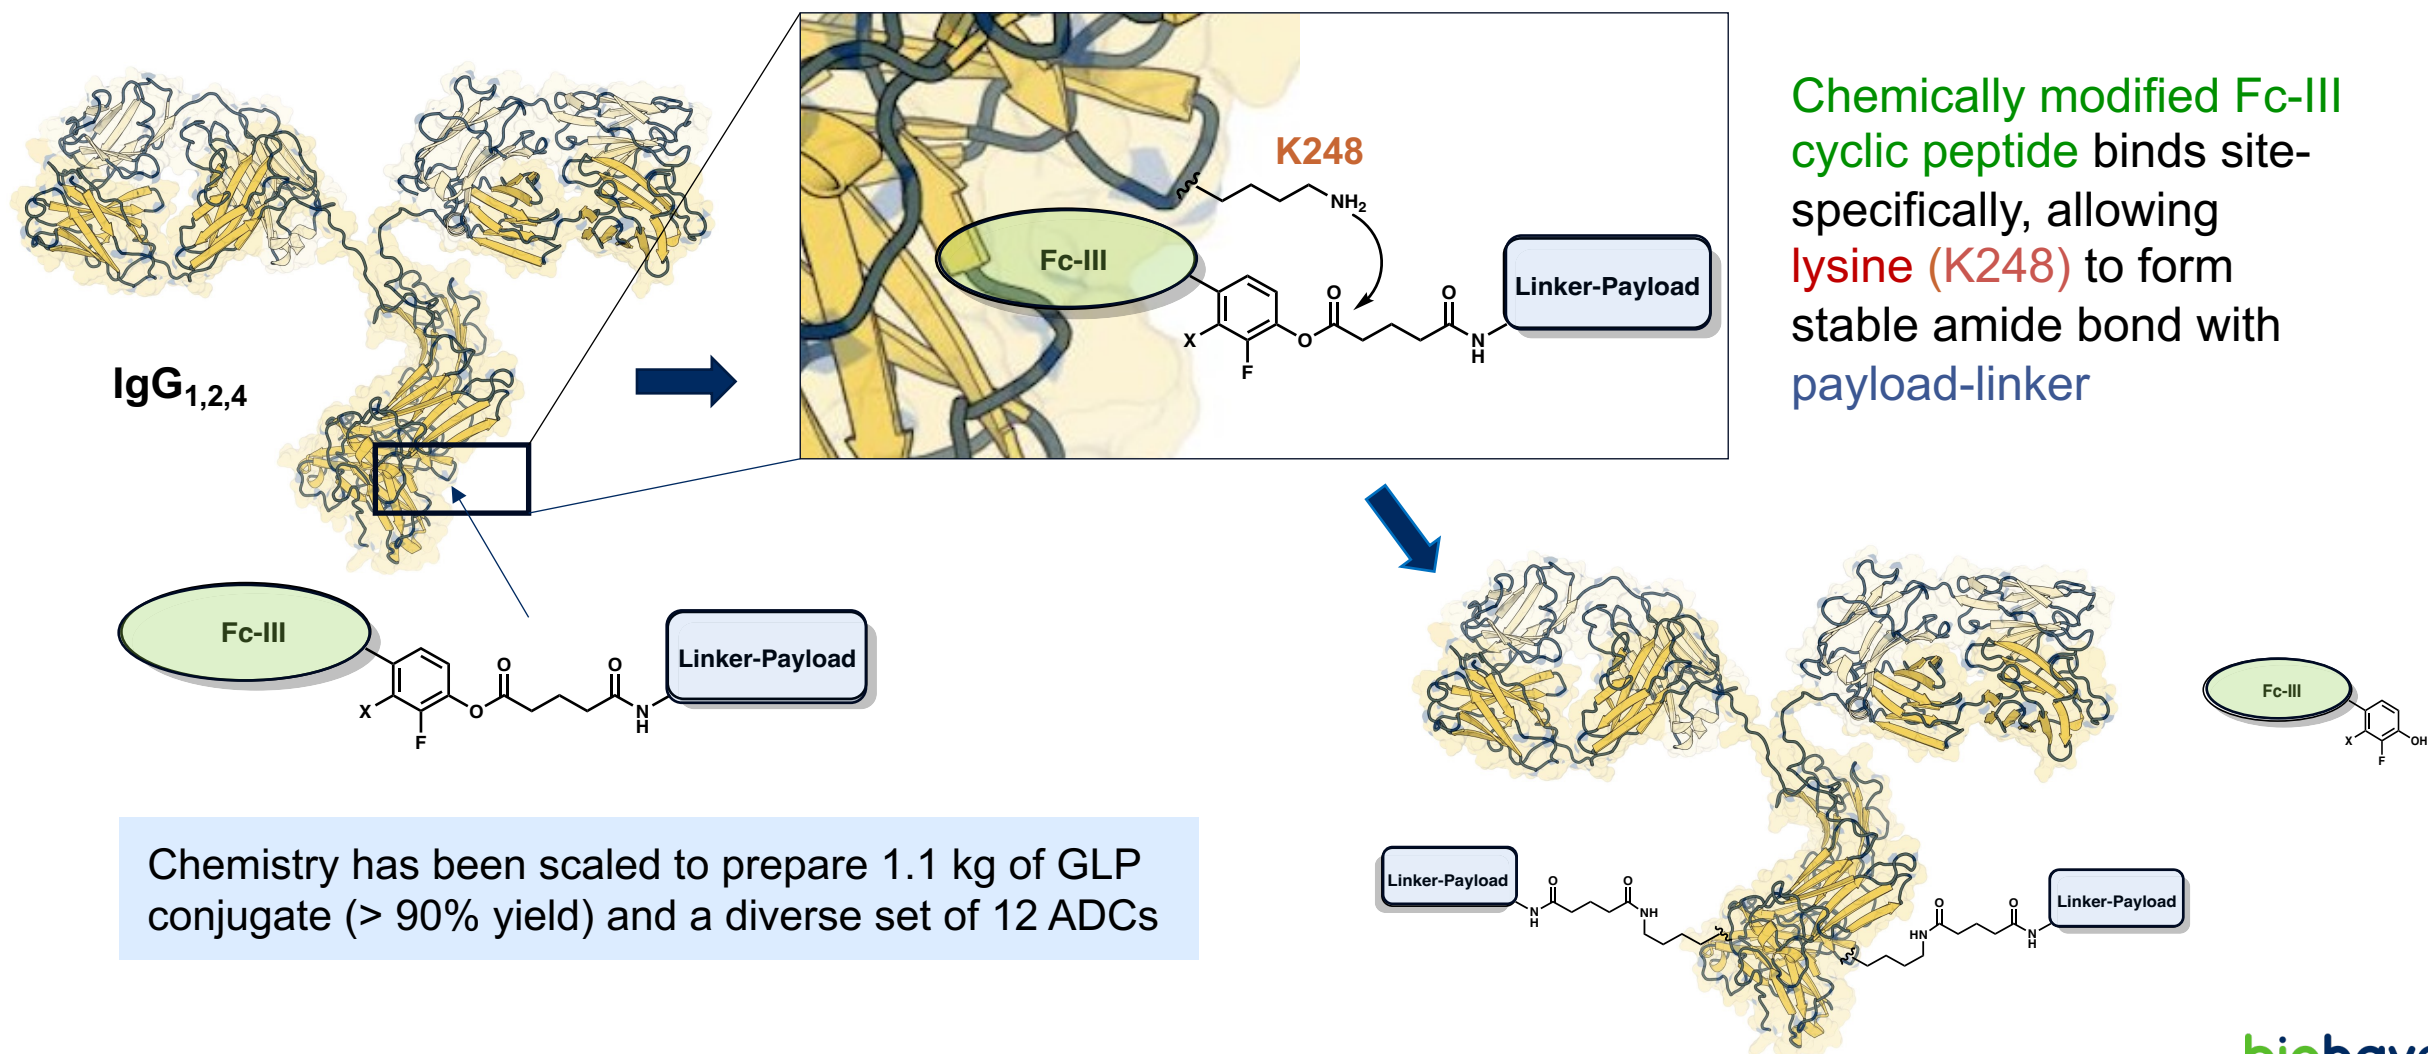 IgG1,2,4
K248
NH2
Fc-III
X
F
O
O
O
N
H
Linker-Payload
Chemically modified Fc-III
cyclic peptide binds site-
specifically, allowing
lysine (K248) to form
stable amide bond with
payload-linker
Fc-III
X
F
O
O
O
N
H
Linker-Payload
Chemistry has been scaled to prepare 1.1 kg of GLP
conjugate (> 90% yield) and a diverse set of 12 ADCs
Fc-III
X
F
OH
Linker-Payload
N
H
O
O
NH
NH
O
O
N
H
Linker-Payload